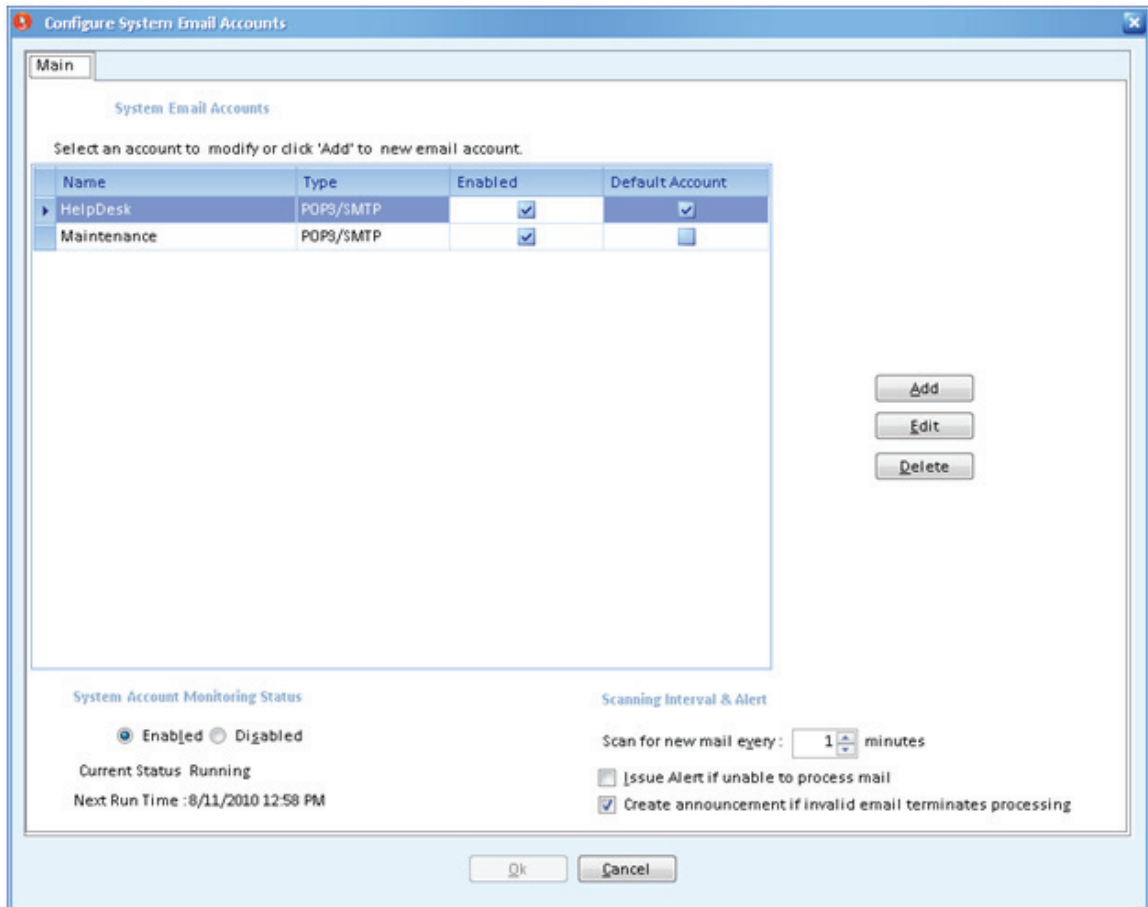 Configure System Email Accounts
Main
System Email Accounts
Select an account to modify or click 'Add' to new email account.
Name Type Enabled Default Account
HelpDesk POP3/SMTP
Maintenance POP3/SMTP
Add
Edit
Delete
System Account Monitoring Status
Enabled Disabled
Current Status Running
Next Run Time :8/11/2010 12:58 PM
Scanning Interval & Alert
Scan for new mail every : 1 minutes
Issue Alert if unable to process mail
Create announcement if invalid email terminates processing
Ok Cancel